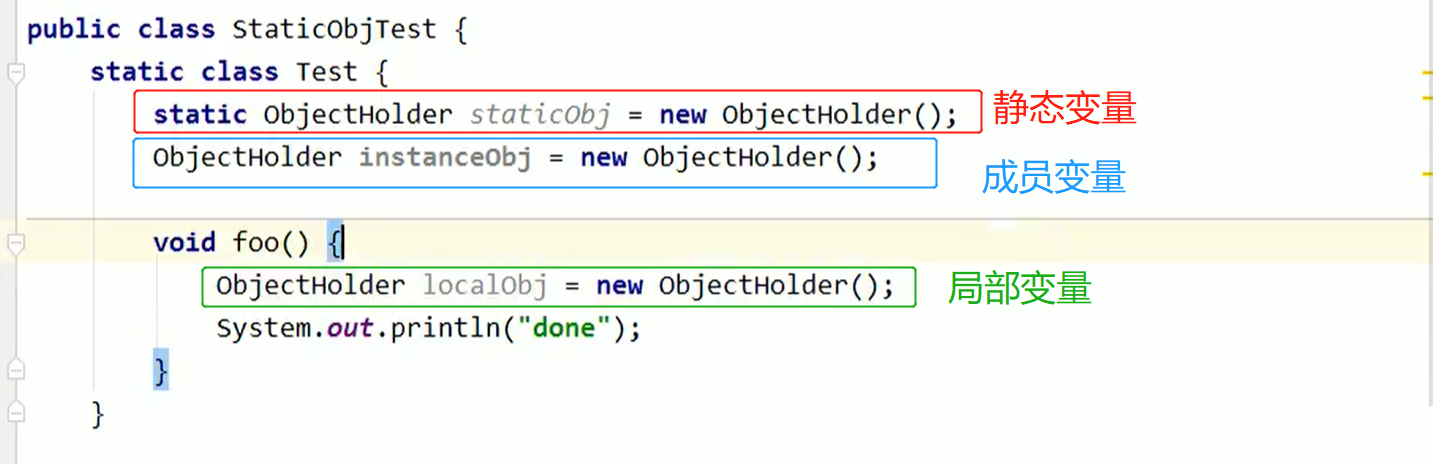 public class StaticObjTest {
static class Test {
static ObjectHolder staticObj = new ObjectHolder(); 静态变量
ObjectHolder instanceObj = new ObjectHolder(); 成员变量
void foo() {
ObjectHolder localObj = new ObjectHolder(); 局部变量
System.out.println("done");
}
}